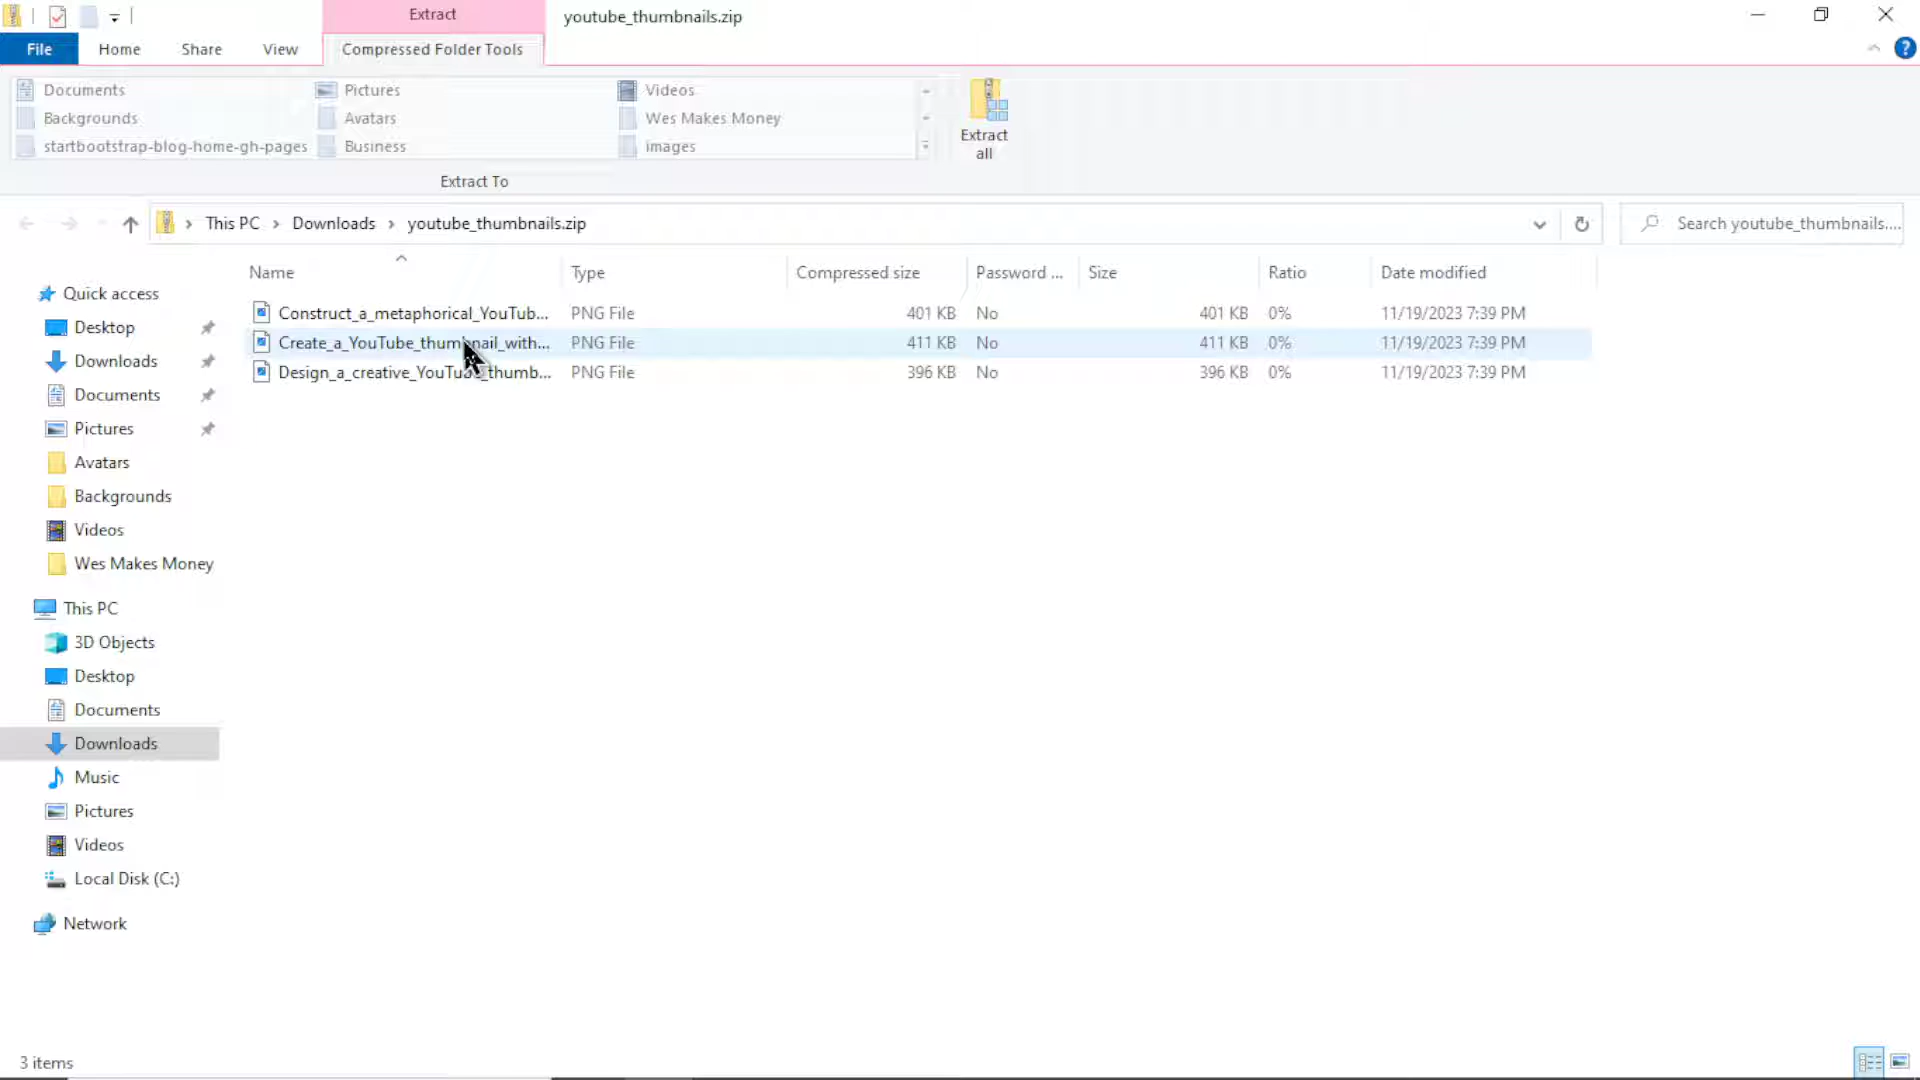 Extract
youtube_thumbnails.zip
File
Home
Share
View
Compressed Folder Tools
Documents
Pictures
Videos
Backgrounds
Avatars
Wes Makes Money
startbootstrap-blog-home-gh-pages
Business
images
Extract all
Extract To
This PC
Downloads
youtube_thumbnails.zip
Search youtube_thumbnails....
Name Type Compressed size Password ... Size Ratio Date modified
Construct_a_metaphorical_YouTub... PNG File 401 KB No 401 KB 0% 11/19/2023 7:39 PM
Create_a_YouTube_thumbnail_with... PNG File 411 KB No 411 KB 0% 11/19/2023 7:39 PM
Design_a_creative_YouTube_thumb... PNG File 396 KB No 396 KB 0% 11/19/2023 7:39 PM
Quick access
Desktop
Downloads
Documents
Pictures
Avatars
Backgrounds
Videos
Wes Makes Money
This PC
3D Objects
Desktop
Documents
Downloads
Music
Pictures
Videos
Local Disk (C:)
Network
3 items